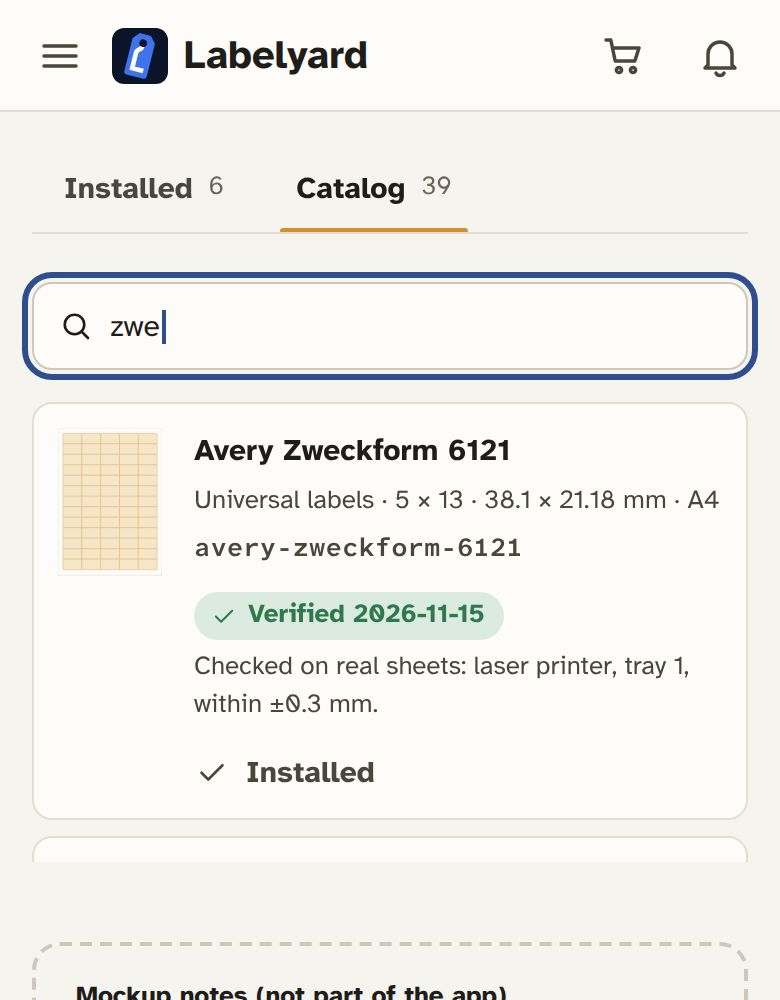 Labelyard
Installed 6 Catalog 39
zwe
Avery Zweckform 6121
Universal labels · 5 × 13 · 38.1 × 21.18 mm · A4
avery-zweckform-6121
Verified 2026-11-15
Checked on real sheets: laser printer, tray 1,
within ±0.3 mm.
Installed
Mockup notes (not part of the app)